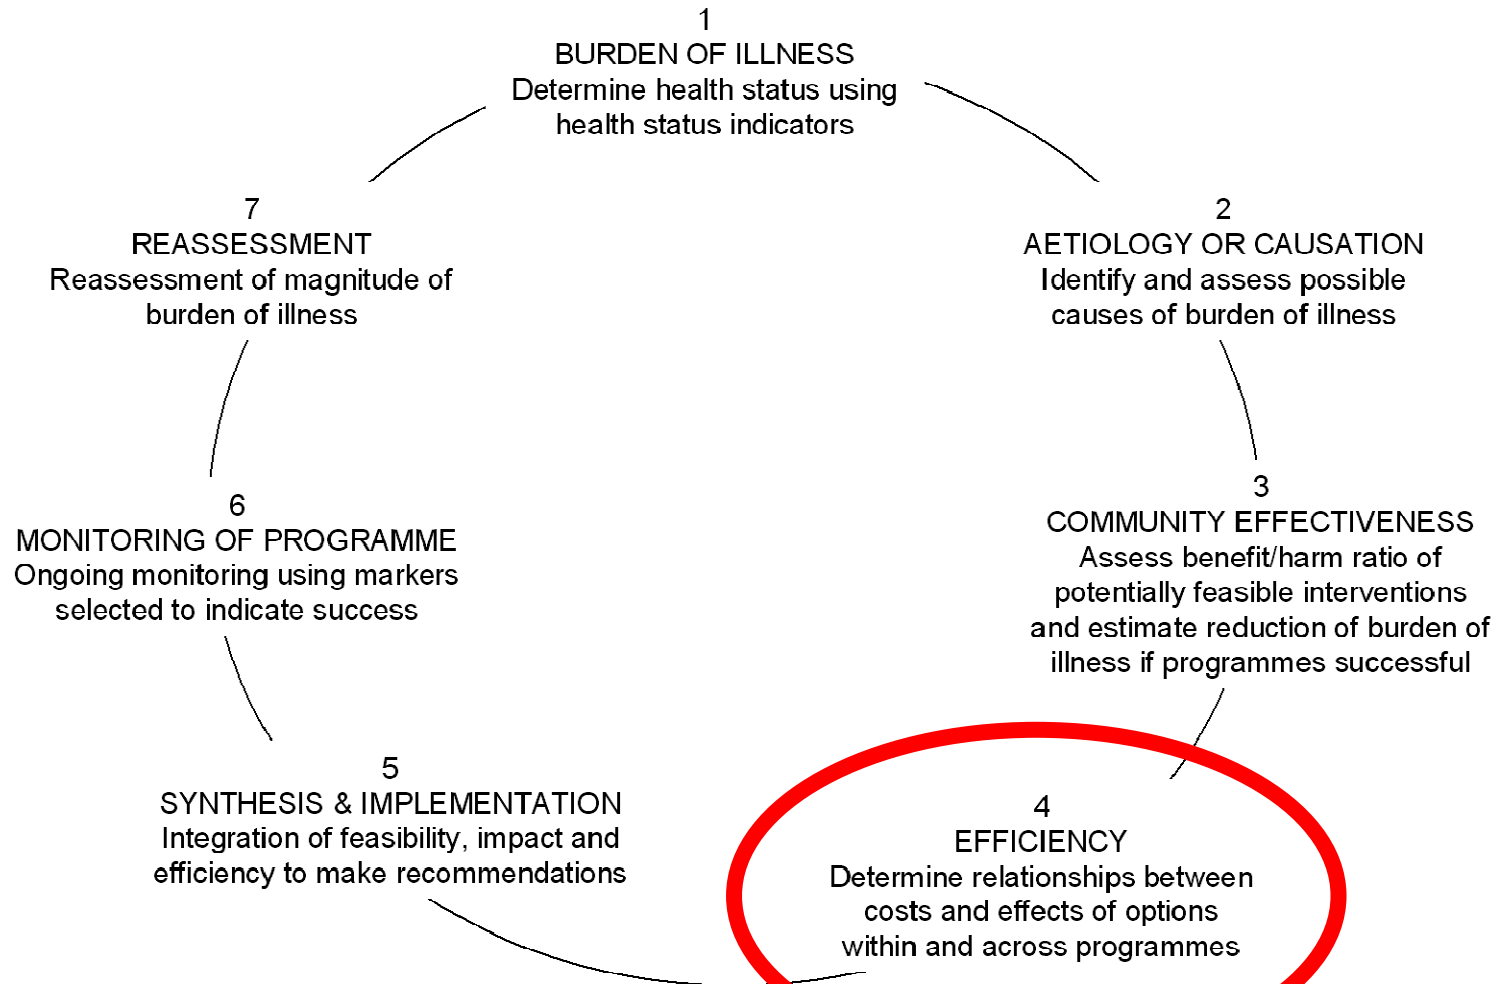 1
BURDEN OF ILLNESS
Determine health status using
health status indicators
2
AETIOLOGY OR CAUSATION
Identify and assess possible
causes of burden of illness
3
COMMUNITY EFFECTIVENESS
Assess benefit/harm ratio of
potentially feasible interventions
and estimate reduction of burden of
illness if programmes successful
4
EFFICIENCY
Determine relationships between
costs and effects of options
within and across programmes
5
SYNTHESIS & IMPLEMENTATION
Integration of feasibility, impact and
efficiency to make recommendations
6
MONITORING OF PROGRAMME
Ongoing monitoring using markers
selected to indicate success
7
REASSESSMENT
Reassessment of magnitude of
burden of illness